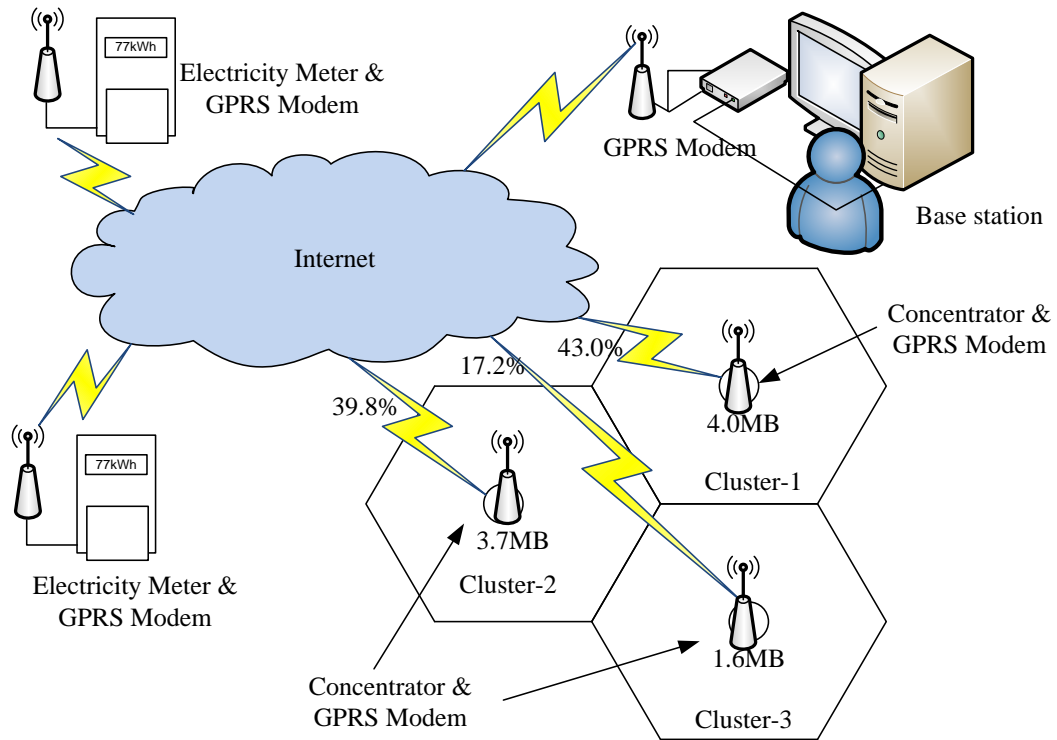 77kWh
Electricity Meter &
GPRS Modem
GPRS Modem
Base station
Internet
Concentrator &
GPRS Modem
43.0%
17.2%
39.8%
4.0MB
Cluster-1
77kWh
3.7MB
Cluster-2
Electricity Meter &
GPRS Modem
1.6MB
Concentrator &
GPRS Modem
Cluster-3